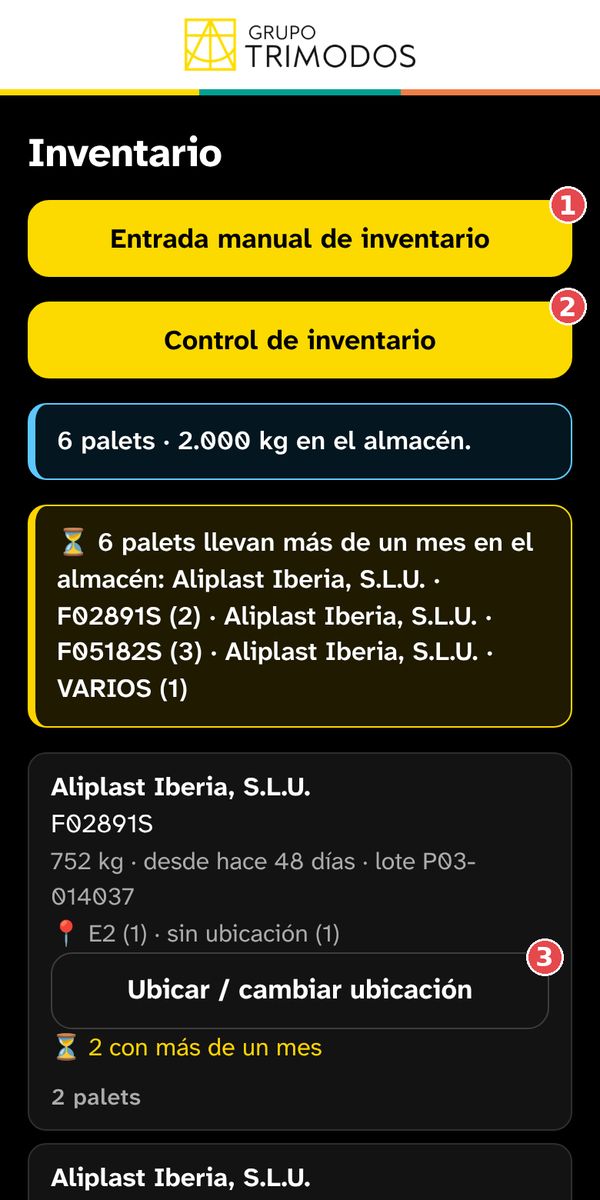 GRUPO
TRIMODOS
Inventario
1
Entrada manual de inventario
2
Control de inventario
6 palets · 2.000 kg en el almacén.
⏳ 6 palets llevan más de un mes en el
almacén: Aliplast Iberia, S.L.U. ·
F02891S (2) · Aliplast Iberia, S.L.U. ·
F05182S (3) · Aliplast Iberia, S.L.U. ·
VARIOS (1)
Aliplast Iberia, S.L.U.
F02891S
752 kg · desde hace 48 días · lote P03-
014037
📍 E2 (1) · sin ubicación (1)
3
Ubicar / cambiar ubicación
⏳ 2 con más de un mes
2 palets
Aliplast Iberia, S.L.U.